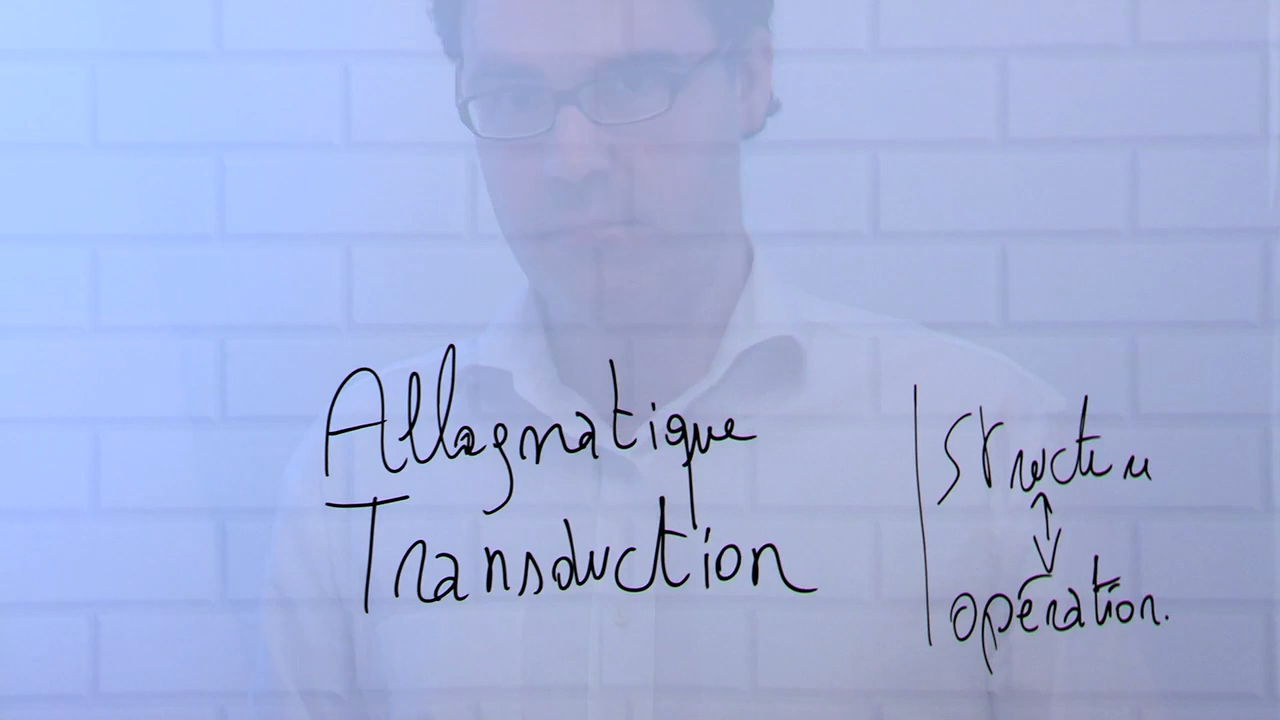 Allagmatique
Transduction
Structure
↕
opération.